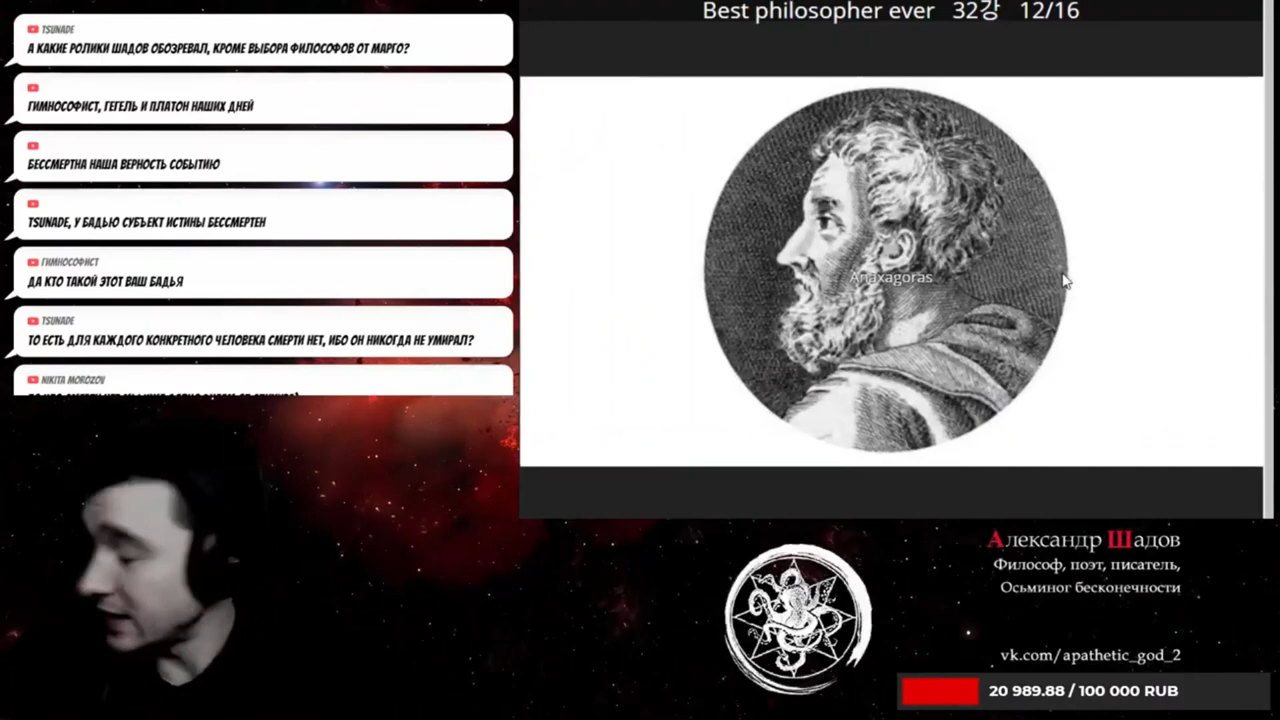 TSUNADE
А КАКИЕ РОЛИКИ ШАДОВ ОБОЗРЕВАЛ, КРОМЕ ВЫБОРА ФИЛОСОФОВ ОТ МАРГО?
ГИМНОСОФИСТ, ГЕГЕЛЬ И ПЛАТОН НАШИХ ДНЕЙ
БЕССМЕРТНА НАША ВЕРНОСТЬ СОБЫТИЮ
TSUNADE, У БАДЬЮ СУБЪЕКТ ИСТИНЫ БЕССМЕРТЕН
ГИМНОСОФИСТ
ДА КТО ТАКОЙ ЭТОТ ВАШ БАДЬЯ
TSUNADE
ТО ЕСТЬ ДЛЯ КАЖДОГО КОНКРЕТНОГО ЧЕЛОВЕКА СМЕРТИ НЕТ, ИБО ОН НИКОГДА НЕ УМИРАЛ?
NIKITA MOROZOV
Best philosopher ever 32강 12/16
Anaxagoras
Александр Шадов
Философ, поэт, писатель,
Осьминог бесконечности
vk.com/apathetic_god_2
20 989.88 / 100 000 RUB